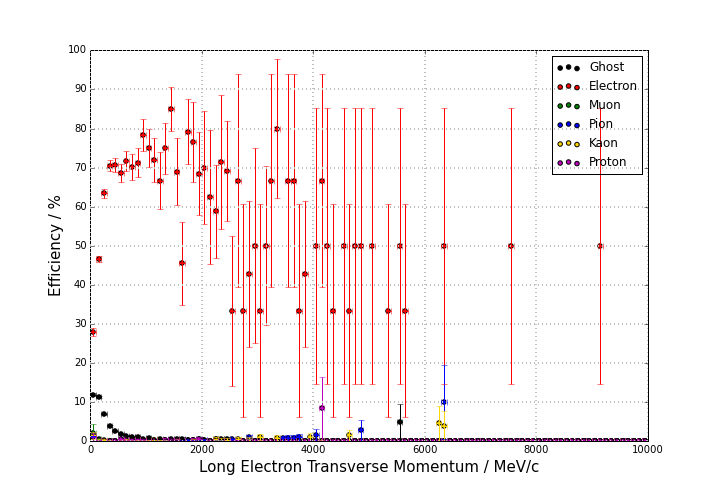 100
90
80
70
60
50
40
30
20
10
0
Efficiency / %
0
2000
4000
6000
8000
10000
Long Electron Transverse Momentum / MeV/c
Ghost
Electron
Muon
Pion
Kaon
Proton